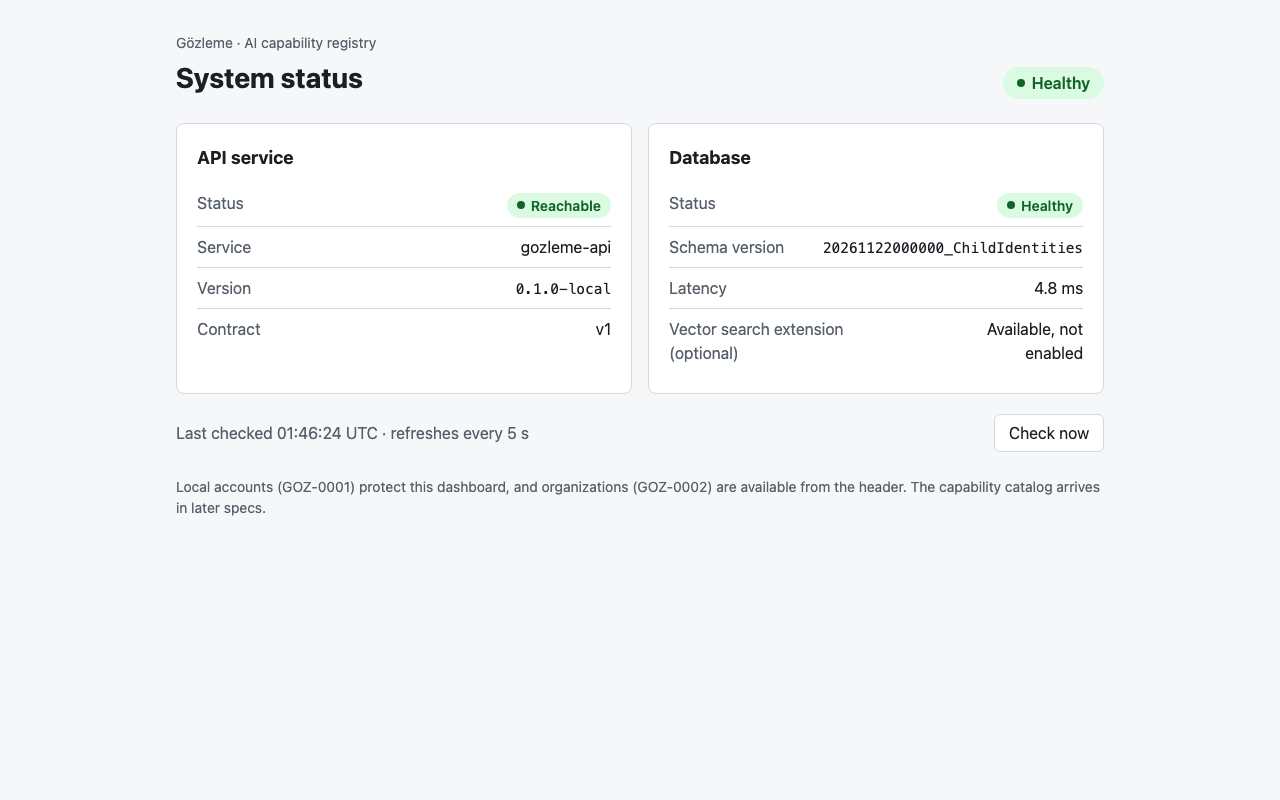 Gözleme · AI capability registry
System status
Healthy
API service
Status
Reachable
Service
gozleme-api
Version
0.1.0-local
Contract
v1
Database
Status
Healthy
Schema version
20261122000000_ChildIdentities
Latency
4.8 ms
Vector search extension
(optional)
Available, not
enabled
Last checked 01:46:24 UTC · refreshes every 5 s
Check now
Local accounts (GOZ-0001) protect this dashboard, and organizations (GOZ-0002) are available from the header. The capability catalog arrives
in later specs.